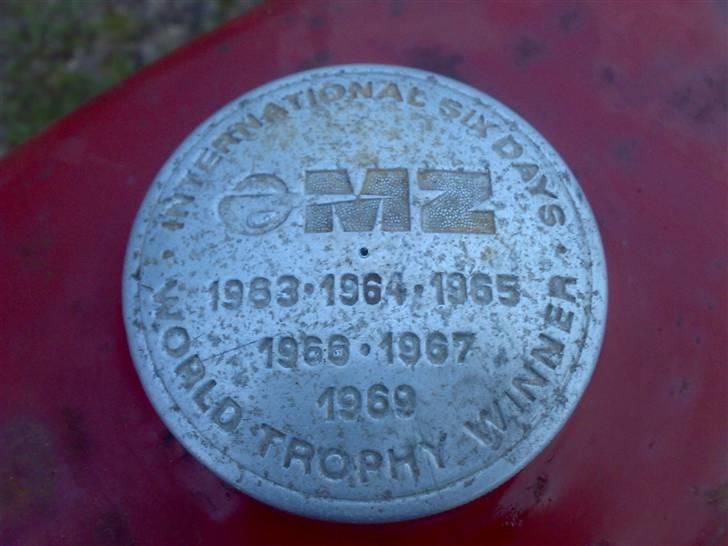 • INTERNATIONAL SIX DAYS •
MZ
1963 • 1964 • 1965
1966 • 1967
1969
WORLD TROPHY WINNER